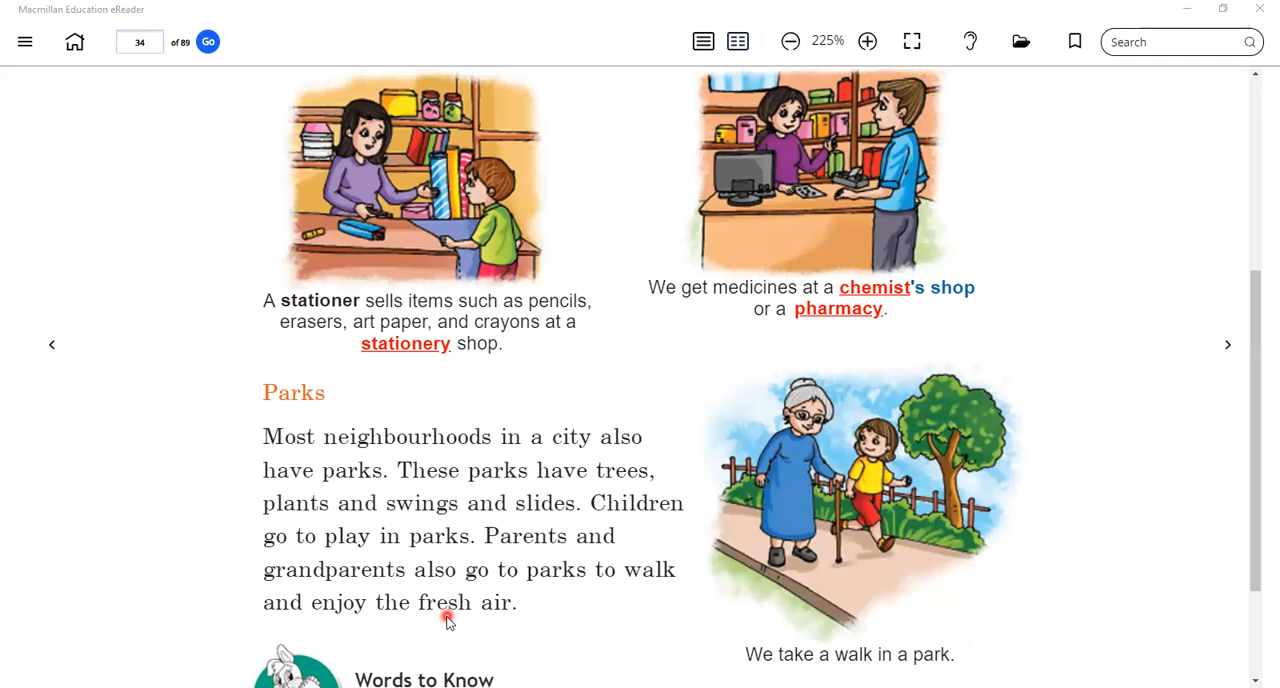 Macmillan Education eReader
34 of 89 Go
225%
Search
A stationer sells items such as pencils,
erasers, art paper, and crayons at a
stationery shop.
We get medicines at a chemist's shop
or a pharmacy.
Parks
Most neighbourhoods in a city also
have parks. These parks have trees,
plants and swings and slides. Children
go to play in parks. Parents and
grandparents also go to parks to walk
and enjoy the fresh air.
We take a walk in a park.
Words to Know